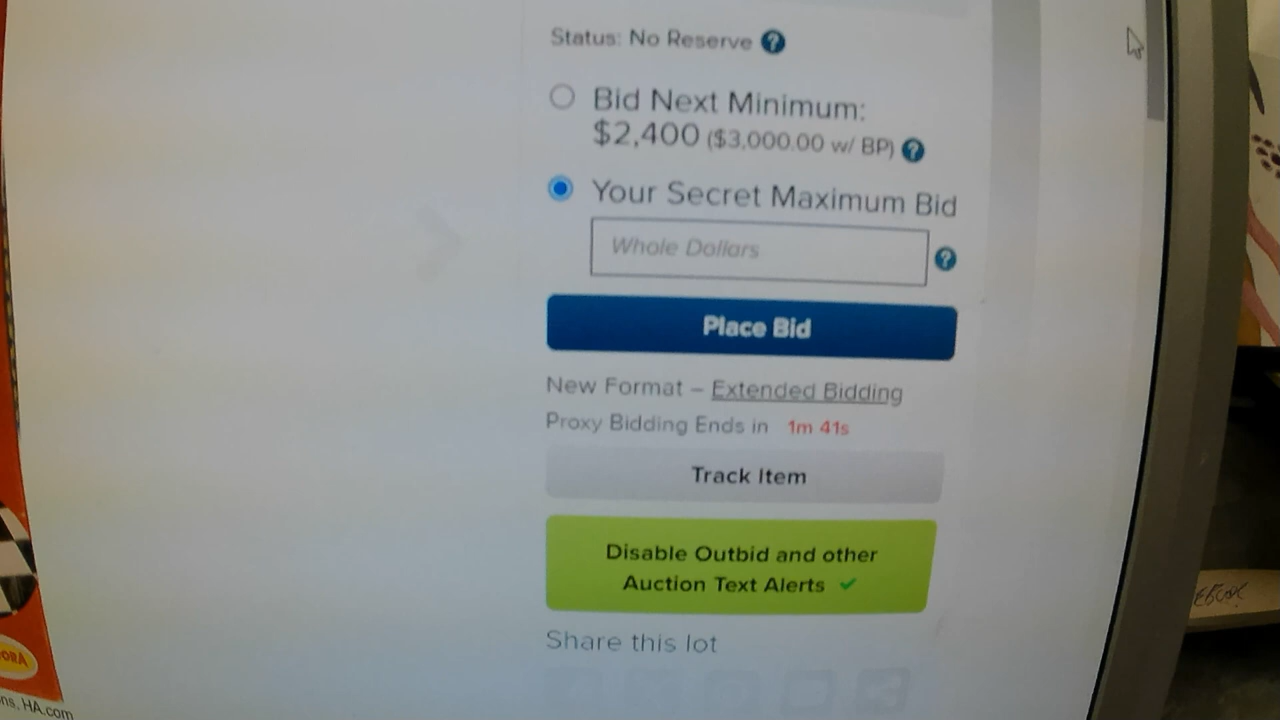 Status: No Reserve ?
Bid Next Minimum:
$2,400 ($3,000.00 w/ BP) ?
Your Secret Maximum Bid
Whole Dollars ?
Place Bid
New Format – Extended Bidding
Proxy Bidding Ends in 1m 41s
Track Item
Disable Outbid and other
Auction Text Alerts ✓
Share this lot
ORA
ns, HA.com